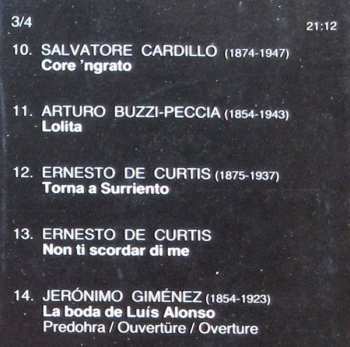 3/4 21:12
10. SALVATORE CARDILLO (1874-1947)
Core 'ngrato
11. ARTURO BUZZI-PECCIA (1854-1943)
Lolita
12. ERNESTO DE CURTIS (1875-1937)
Torna a Surriento
13. ERNESTO DE CURTIS
Non ti scordar di me
14. JERÓNIMO GIMÉNEZ (1854-1923)
La boda de Luís Alonso
Predohra / Ouvertüre / Overture